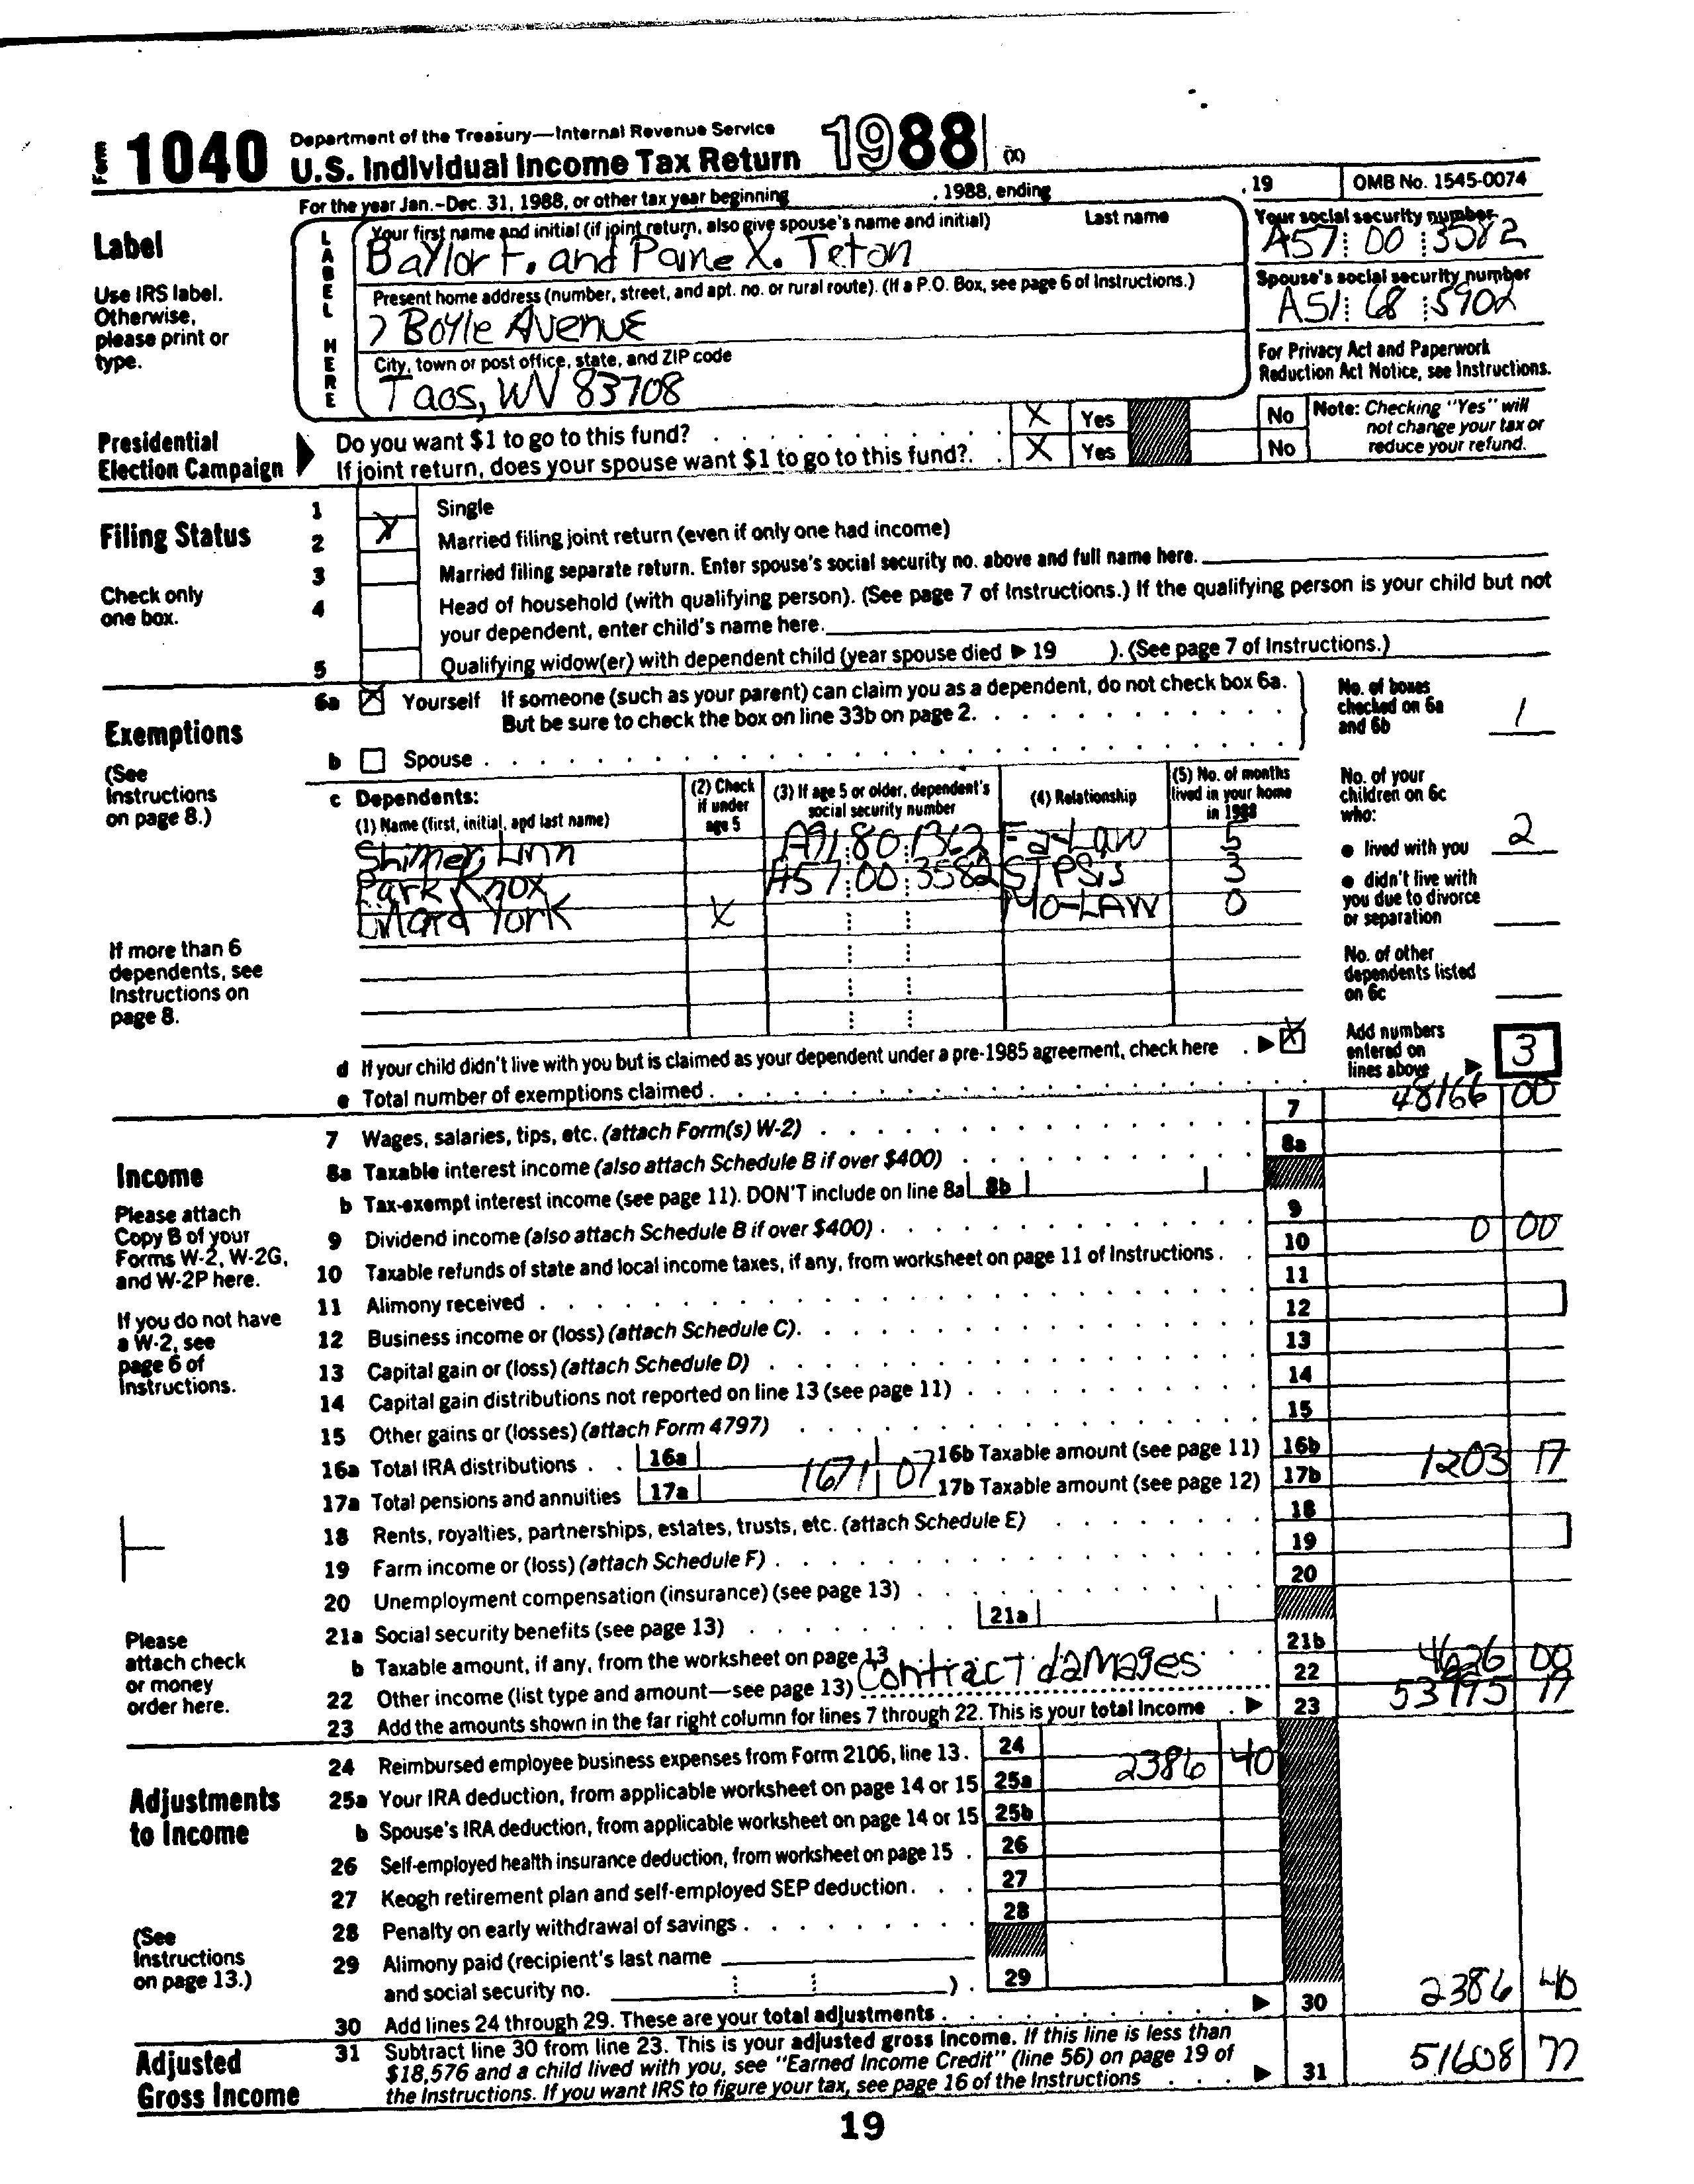 Form 1040 Department of the Treasury—Internal Revenue Service
U.S. Individual Income Tax Return 1988 (X)
For the year Jan.–Dec. 31, 1988, or other tax year beginning , 1988, ending , 19 OMB No. 1545-0074
Label
Use IRS label. Otherwise, please print or type.
LABEL HERE
Your first name and initial (if joint return, also give spouse's name and initial) Last name
Baylor F. and Paine X. Teton
Your social security number
A57 00 3582
Present home address (number, street, and apt. no. or rural route). (If a P.O. Box, see page 6 of Instructions.)
7 Boyle Avenue
Spouse's social security number
A51 68 5902
City, town or post office, state, and ZIP code
Taos, WV 83708
For Privacy Act and Paperwork Reduction Act Notice, see Instructions.
Presidential Election Campaign
Do you want $1 to go to this fund? X Yes No
If joint return, does your spouse want $1 to go to this fund?. X Yes No
Note: Checking "Yes" will not change your tax or reduce your refund.
Filing Status
Check only one box.
1 Single
2 X Married filing joint return (even if only one had income)
3 Married filing separate return. Enter spouse's social security no. above and full name here.
4 Head of household (with qualifying person). (See page 7 of Instructions.) If the qualifying person is your child but not
your dependent, enter child's name here.
5 Qualifying widow(er) with dependent child (year spouse died ▶ 19 ). (See page 7 of Instructions.)
Exemptions
(See Instructions on page 8.)
6a X Yourself If someone (such as your parent) can claim you as a dependent, do not check box 6a.
But be sure to check the box on line 33b on page 2.
b Spouse
No. of boxes checked on 6a and 6b 1
c Dependents:
(1) Name (first, initial, and last name)
(2) Check if under age 5
(3) If age 5 or older, dependent's social security number
(4) Relationship
(5) No. of months lived in your home in 1988
Shimer, Linn A91 80 1362 Fa-Law 5
Park Knox A57 00 3582 STPSis 3
York X Mo-LAW 0
No. of your children on 6c who:
● lived with you 2
● didn't live with you due to divorce or separation
No. of other dependents listed on 6c
If more than 6 dependents, see Instructions on page 8.
d If your child didn't live with you but is claimed as your dependent under a pre-1985 agreement, check here . ▶ X
e Total number of exemptions claimed
Add numbers entered on lines above ▶ 3
Income
Please attach Copy B of your Forms W-2, W-2G, and W-2P here.
If you do not have a W-2, see page 6 of Instructions.
Please attach check or money order here.
7 Wages, salaries, tips, etc. (attach Form(s) W-2) 7 48166 00
8a Taxable interest income (also attach Schedule B if over $400) 8a
b Tax-exempt interest income (see page 11). DON'T include on line 8a 8b
9 Dividend income (also attach Schedule B if over $400) 9
10 Taxable refunds of state and local income taxes, if any, from worksheet on page 11 of Instructions 10 0 00
11 Alimony received 11
12 Business income or (loss) (attach Schedule C). 12
13 Capital gain or (loss) (attach Schedule D) 13
14 Capital gain distributions not reported on line 13 (see page 11) 14
15 Other gains or (losses) (attach Form 4797) 15
16a Total IRA distributions 16a 16b Taxable amount (see page 11) 16b
17a Total pensions and annuities 17a 1671 07 17b Taxable amount (see page 12) 17b 1203 17
18 Rents, royalties, partnerships, estates, trusts, etc. (attach Schedule E) 18
19 Farm income or (loss) (attach Schedule F) 19
20 Unemployment compensation (insurance) (see page 13) 20
21a Social security benefits (see page 13) 21a
b Taxable amount, if any, from the worksheet on page 13 21b
22 Other income (list type and amount—see page 13) Contract damages 22 4626 00
23 Add the amounts shown in the far right column for lines 7 through 22. This is your total income ▶ 23 53995 17
Adjustments to Income
(See Instructions on page 13.)
24 Reimbursed employee business expenses from Form 2106, line 13. 24
25a Your IRA deduction, from applicable worksheet on page 14 or 15 25a 2386 40
b Spouse's IRA deduction, from applicable worksheet on page 14 or 15 25b
26 Self-employed health insurance deduction, from worksheet on page 15 26
27 Keogh retirement plan and self-employed SEP deduction. 27
28 Penalty on early withdrawal of savings 28
29 Alimony paid (recipient's last name
and social security no. ) . 29
30 Add lines 24 through 29. These are your total adjustments ▶ 30 2386 40
Adjusted Gross Income
31 Subtract line 30 from line 23. This is your adjusted gross income. If this line is less than
$18,576 and a child lived with you, see "Earned Income Credit" (line 56) on page 19 of
the Instructions. If you want IRS to figure your tax, see page 16 of the Instructions ▶ 31 51608 77
19